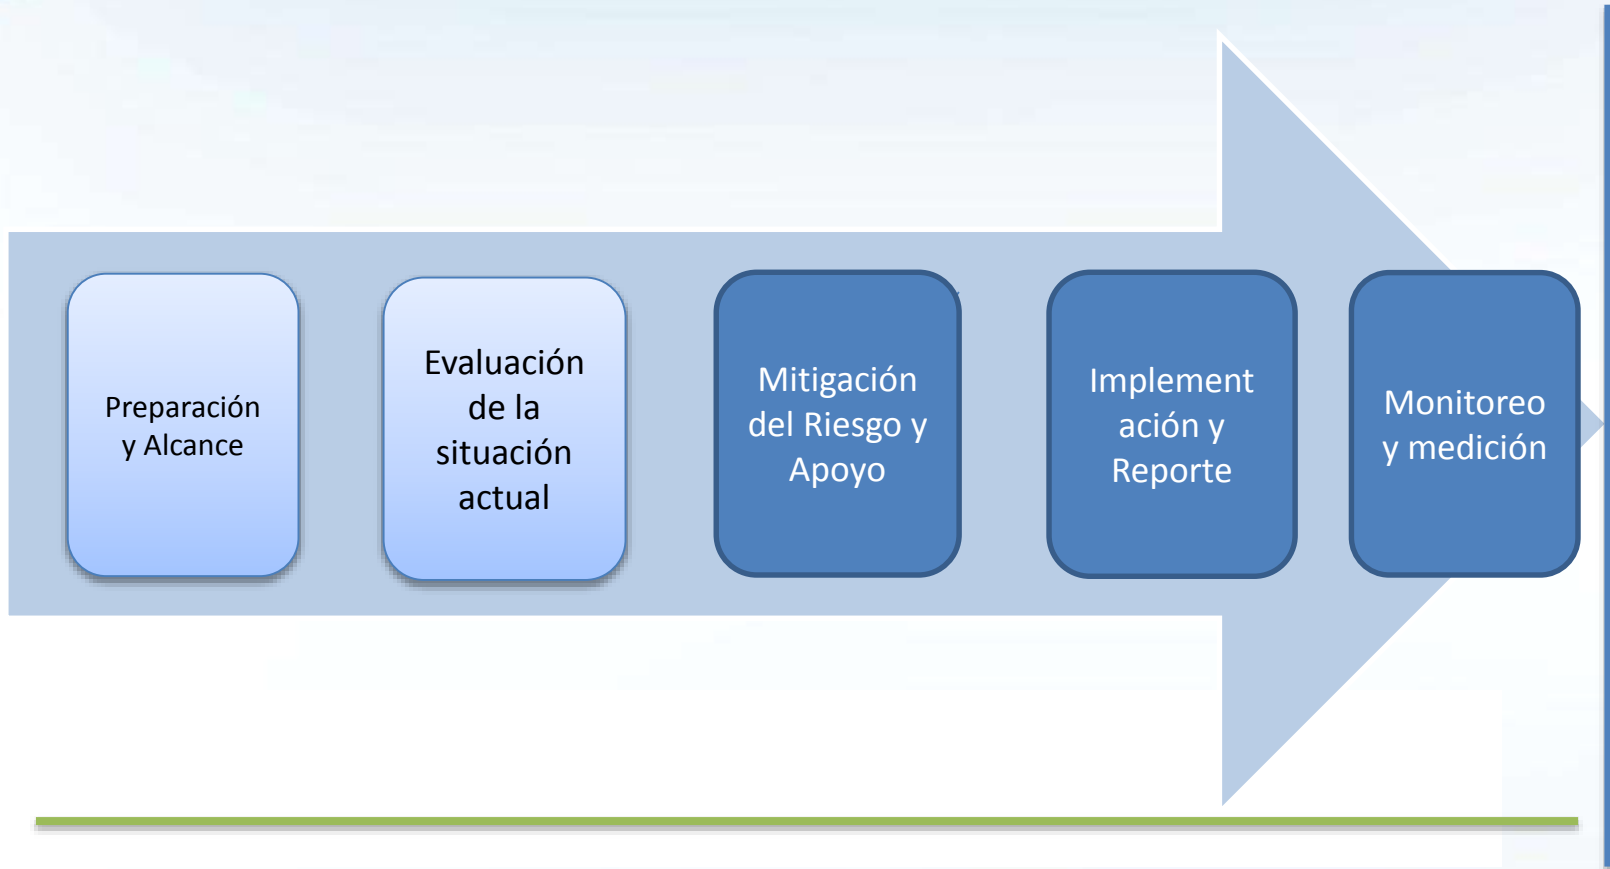 Preparación
y Alcance
Evaluación
de la
situación
actual
Mitigación
del Riesgo y
Apoyo
Implement
ación y
Reporte
Monitoreo
y medición